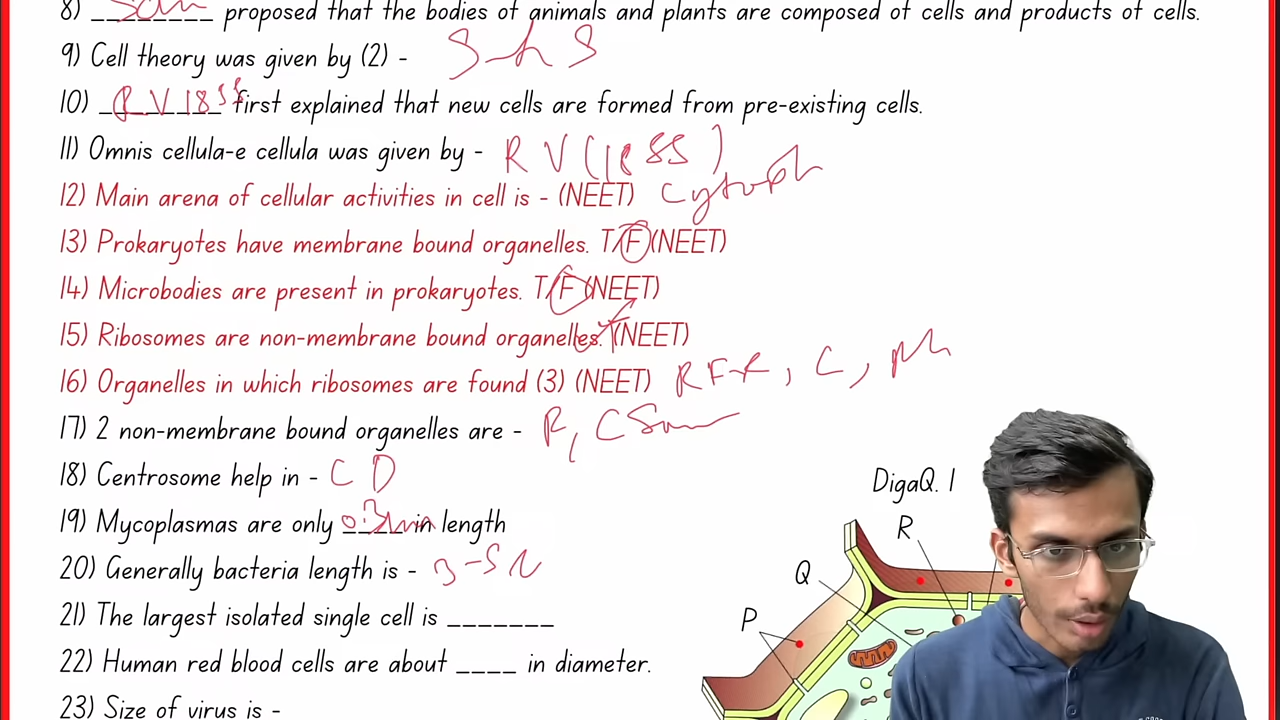 8) ________ proposed that the bodies of animals and plants are composed of cells and products of cells.
9) Cell theory was given by (2) - S h S
10) ________ R V 1855 first explained that new cells are formed from pre-existing cells.
11) Omnis cellula-e cellula was given by - R V (1855)
12) Main arena of cellular activities in cell is - (NEET)
13) Prokaryotes have membrane bound organelles. T/F (NEET)
14) Microbodies are present in prokaryotes. T/F (NEET)
15) Ribosomes are non-membrane bound organelles. T (NEET)
16) Organelles in which ribosomes are found (3) (NEET) RER, C,
17) 2 non-membrane bound organelles are - R,
18) Centrosome help in - C D
19) Mycoplasmas are only ____ in length
20) Generally bacteria length is - 3-5
21) The largest isolated single cell is _______
22) Human red blood cells are about ____ in diameter.
23) Size of virus is -
DigaQ. 1
R
Q
P